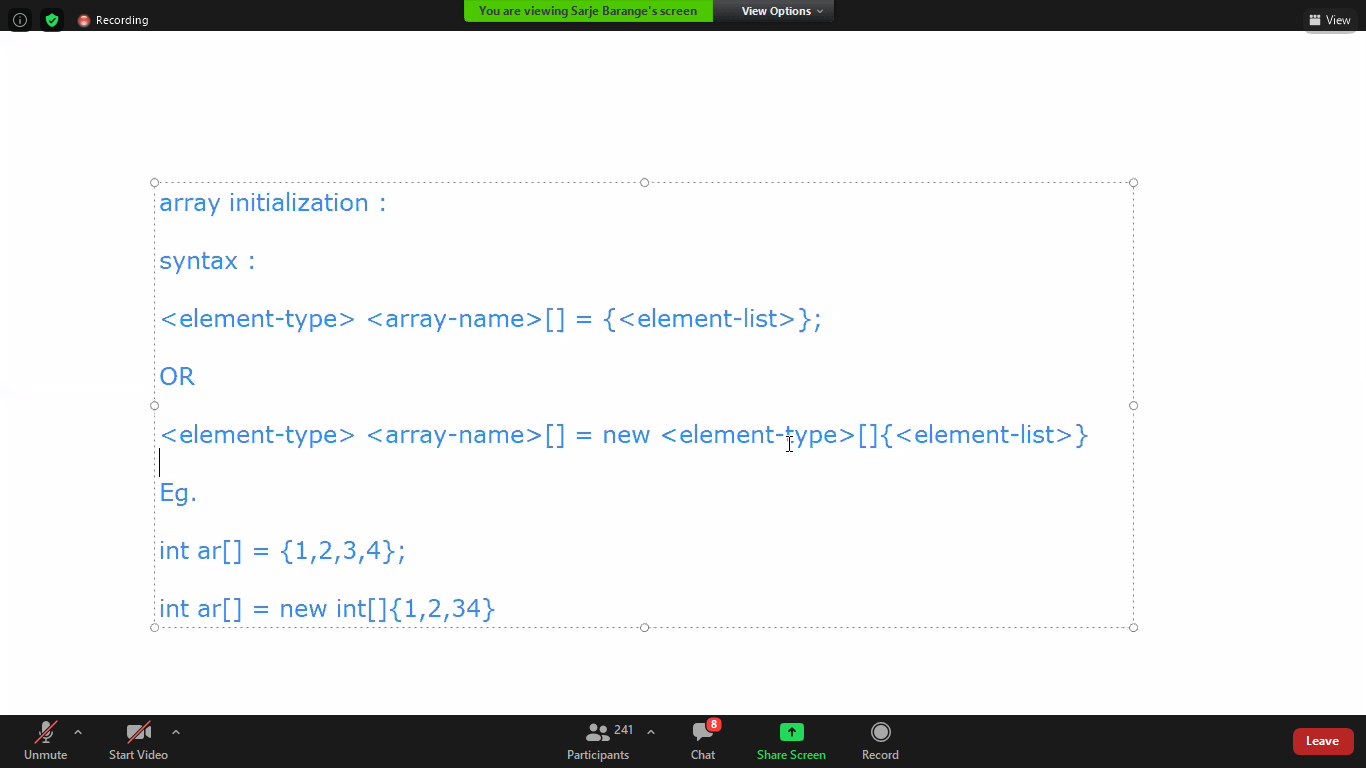 Recording
You are viewing Sarje Barange's screen
View Options
View
array initialization :
syntax :
<element-type> <array-name>[] = {<element-list>};
OR
<element-type> <array-name>[] = new <element-type>[]{<element-list>}
Eg.
int ar[] = {1,2,3,4};
int ar[] = new int[]{1,2,34}
Unmute
Start Video
241
Participants
8
Chat
Share Screen
Record
Leave